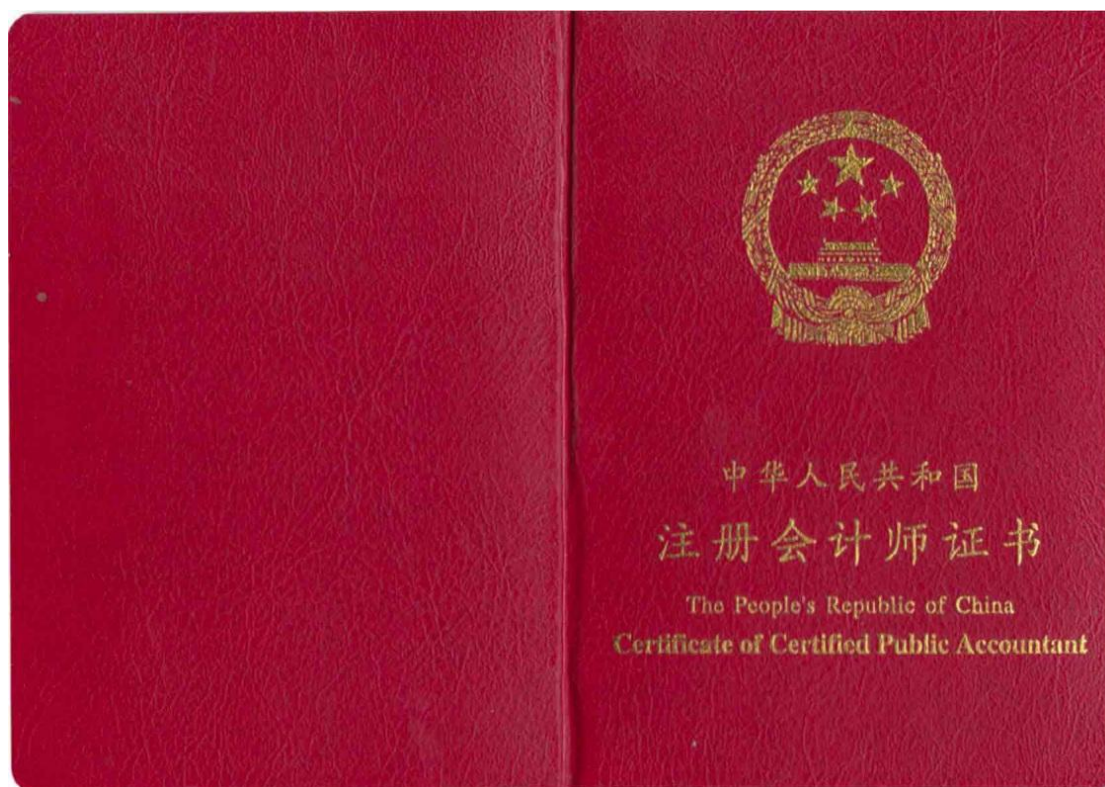 中华人民共和国
注册会计师证书
The People's Republic of China
Certificate of Certified Public Accountant